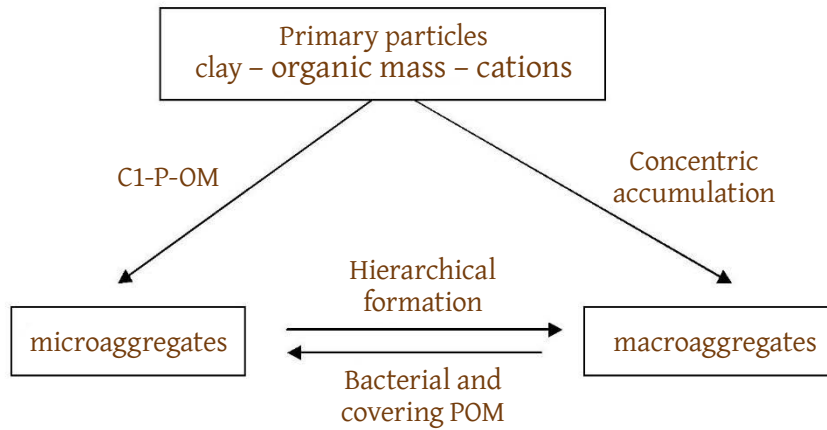 Primary particles
clay – organic mass – cations
C1-P-OM
Concentric
accumulation
Hierarchical
formation
microaggregates
macroaggregates
Bacterial and
covering POM